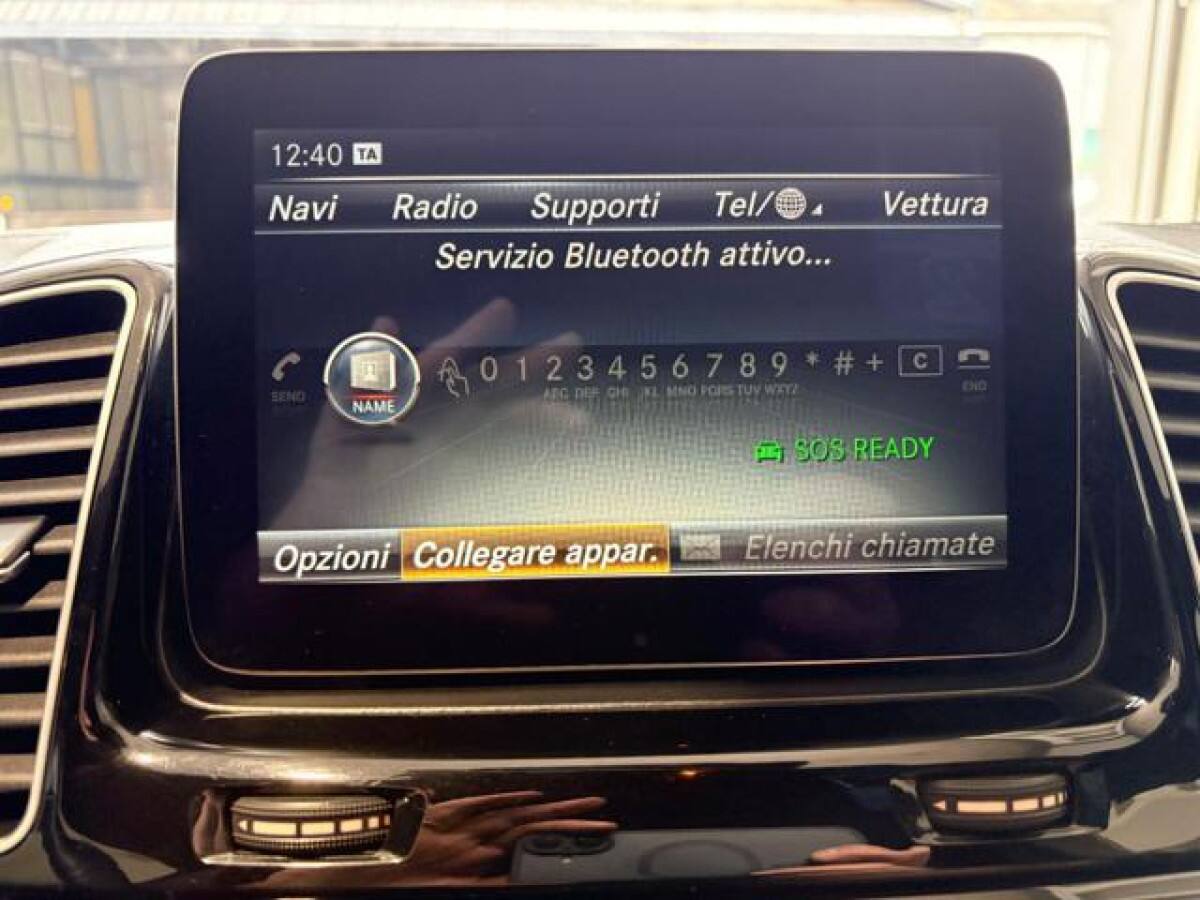 12:40 TA
Navi Radio Supporti Tel/ Vettura
Servizio Bluetooth attivo...
0 1 2 3 4 5 6 7 8 9 * # + C
SEND NAME ABC DEF GHI JKL MNO PQRS TUV WXYZ END
SOS READY
Opzioni Collegare appar. Elenchi chiamate